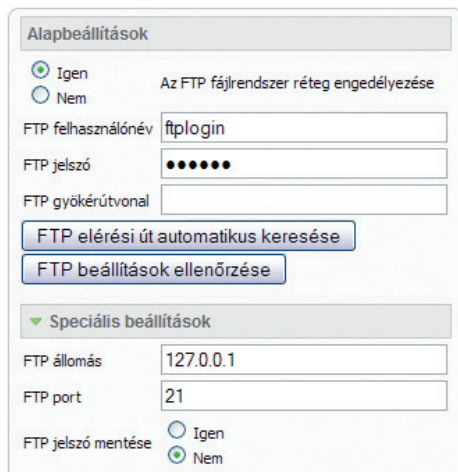 Alapbeállítások
Igen
Nem
Az FTP fájlrendszer réteg engedélyezése
FTP felhasználónév ftplogin
FTP jelszó ••••••
FTP gyökérútvonal
FTP elérési út automatikus keresése
FTP beállítások ellenőrzése
Speciális beállítások
FTP állomás 127.0.0.1
FTP port 21
FTP jelszó mentése
Igen
Nem